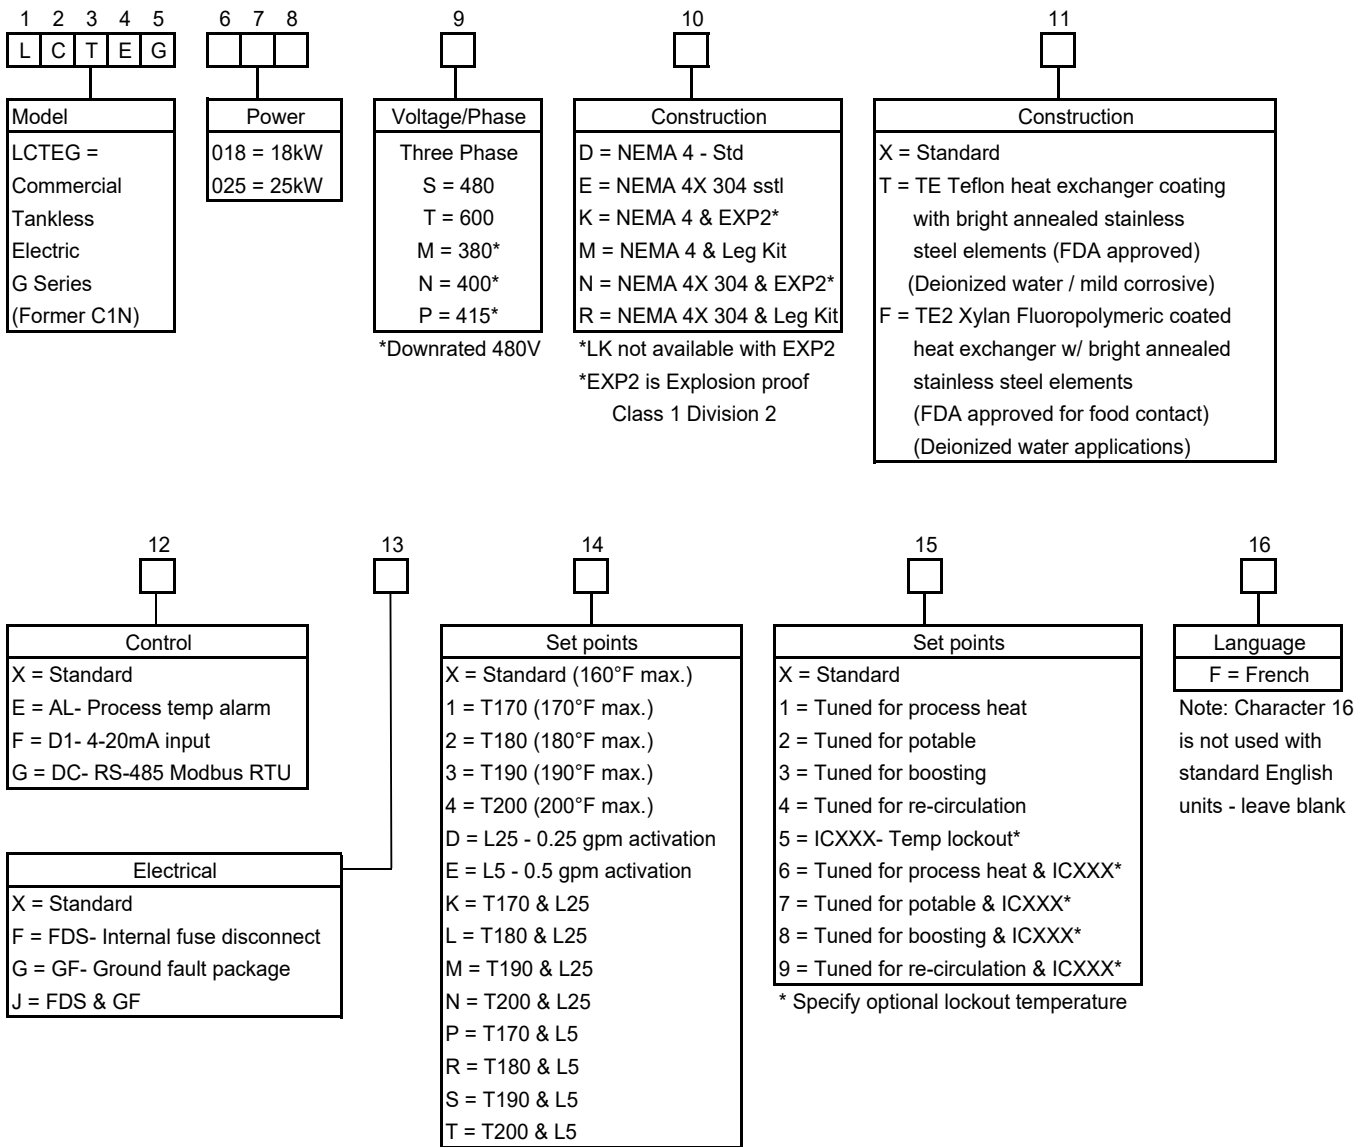 1 2 3 4 5 6 7 8 9 10 11
L C T E G
Model
LCTEG =
Commercial
Tankless
Electric
G Series
(Former C1N)
Power
018 = 18kW
025 = 25kW
Voltage/Phase
Three Phase
S = 480
T = 600
M = 380*
N = 400*
P = 415*
*Downrated 480V
Construction
D = NEMA 4 - Std
E = NEMA 4X 304 sstl
K = NEMA 4 & EXP2*
M = NEMA 4 & Leg Kit
N = NEMA 4X 304 & EXP2*
R = NEMA 4X 304 & Leg Kit
*LK not available with EXP2
*EXP2 is Explosion proof
Class 1 Division 2
Construction
X = Standard
T = TE Teflon heat exchanger coating
with bright annealed stainless
steel elements (FDA approved)
(Deionized water / mild corrosive)
F = TE2 Xylan Fluoropolymeric coated
heat exchanger w/ bright annealed
stainless steel elements
(FDA approved for food contact)
(Deionized water applications)
12 13 14 15 16
Control
X = Standard
E = AL- Process temp alarm
F = D1- 4-20mA input
G = DC- RS-485 Modbus RTU
Electrical
X = Standard
F = FDS- Internal fuse disconnect
G = GF- Ground fault package
J = FDS & GF
Set points
X = Standard (160°F max.)
1 = T170 (170°F max.)
2 = T180 (180°F max.)
3 = T190 (190°F max.)
4 = T200 (200°F max.)
D = L25 - 0.25 gpm activation
E = L5 - 0.5 gpm activation
K = T170 & L25
L = T180 & L25
M = T190 & L25
N = T200 & L25
P = T170 & L5
R = T180 & L5
S = T190 & L5
T = T200 & L5
Set points
X = Standard
1 = Tuned for process heat
2 = Tuned for potable
3 = Tuned for boosting
4 = Tuned for re-circulation
5 = ICXXX- Temp lockout*
6 = Tuned for process heat & ICXXX*
7 = Tuned for potable & ICXXX*
8 = Tuned for boosting & ICXXX*
9 = Tuned for re-circulation & ICXXX*
* Specify optional lockout temperature
Language
F = French
Note: Character 16
is not used with
standard English
units - leave blank